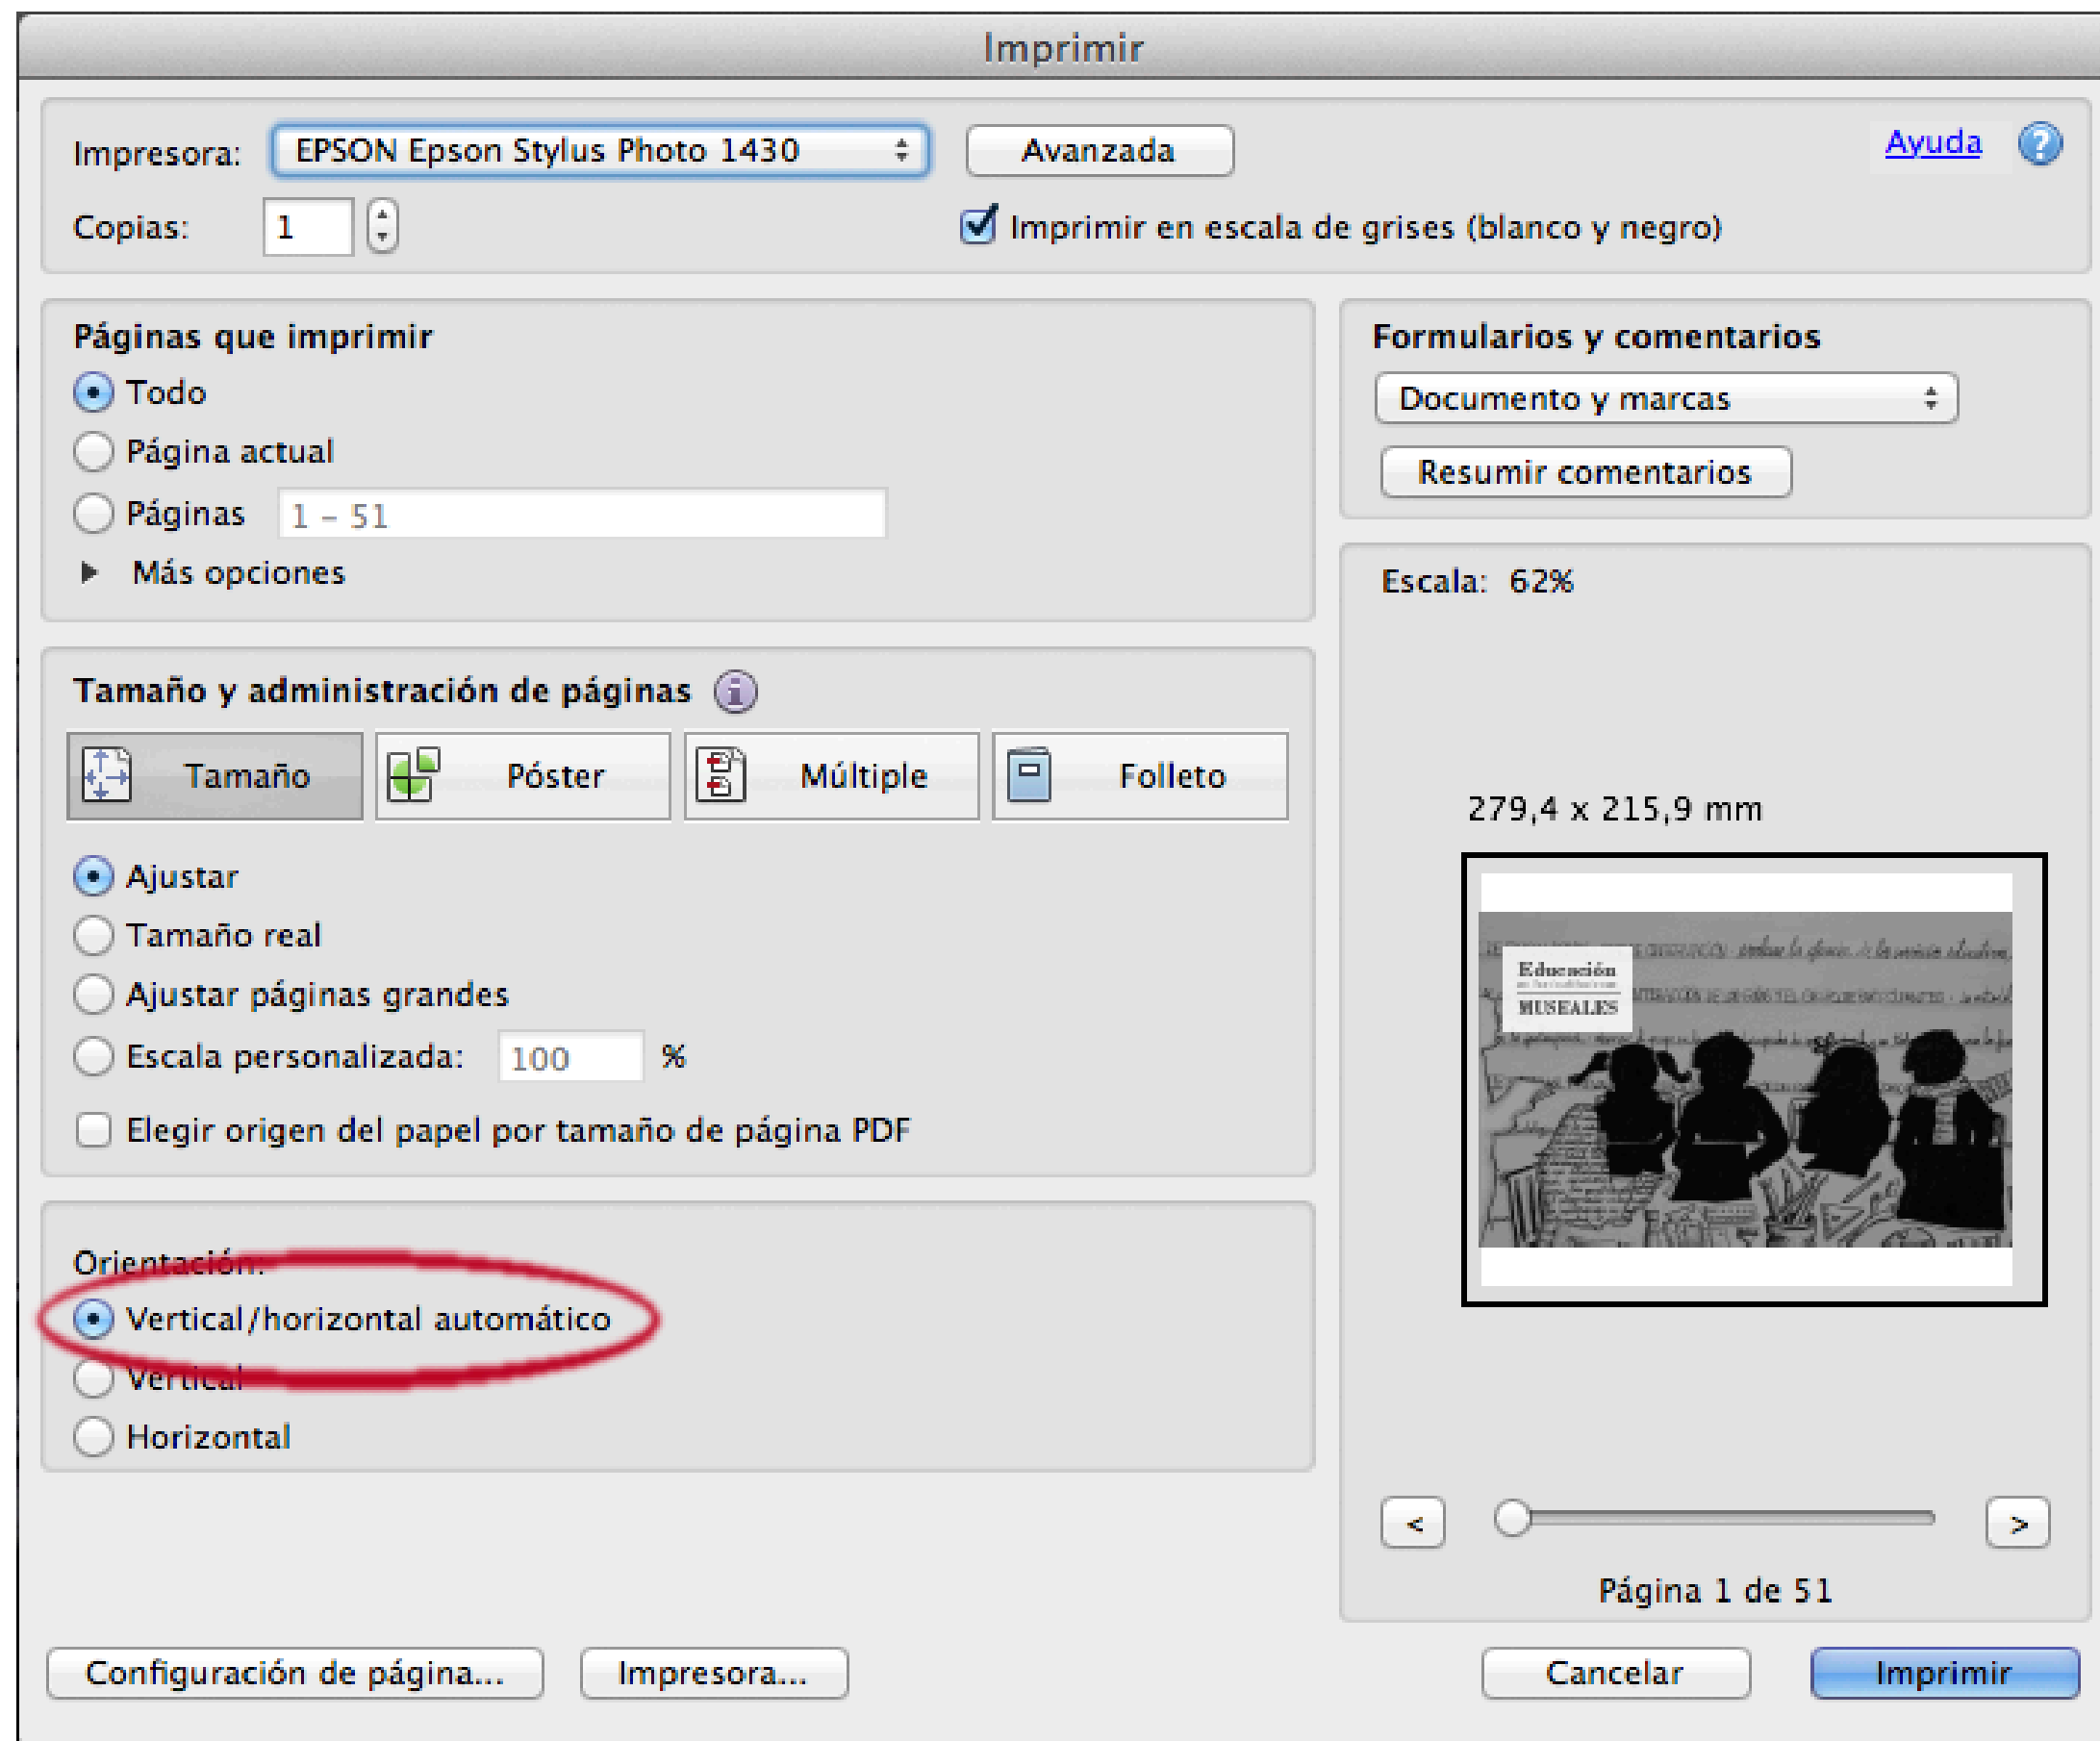 Imprimir
Impresora: EPSON Epson Stylus Photo 1430 Avanzada Ayuda ?
Copias: 1 Imprimir en escala de grises (blanco y negro)
Páginas que imprimir
Todo
Página actual
Páginas 1 – 51
Más opciones
Tamaño y administración de páginas i
Tamaño Póster Múltiple Folleto
Ajustar
Tamaño real
Ajustar páginas grandes
Escala personalizada: 100 %
Elegir origen del papel por tamaño de página PDF
Orientación:
Vertical/horizontal automático
Vertical
Horizontal
Formularios y comentarios
Documento y marcas
Resumir comentarios
Escala: 62%
279,4 x 215,9 mm
Educación
MUSEALES
< >
Página 1 de 51
Configuración de página... Impresora... Cancelar Imprimir